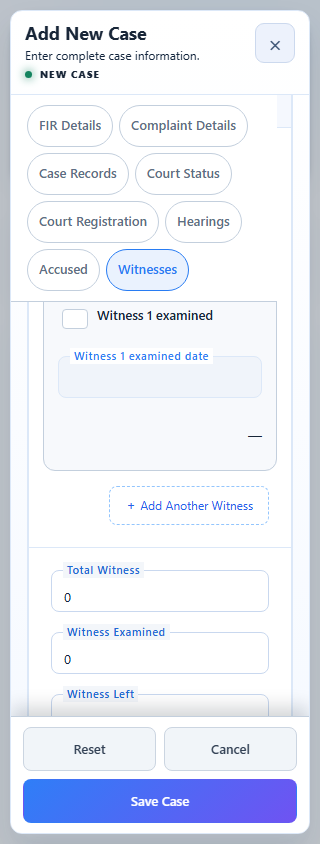 Add New Case
Enter complete case information.
NEW CASE
×
FIR Details
Complaint Details
Case Records
Court Status
Court Registration
Hearings
Accused
Witnesses
Witness 1 examined
Witness 1 examined date
—
+ Add Another Witness
Total Witness
0
Witness Examined
0
Witness Left
Reset
Cancel
Save Case